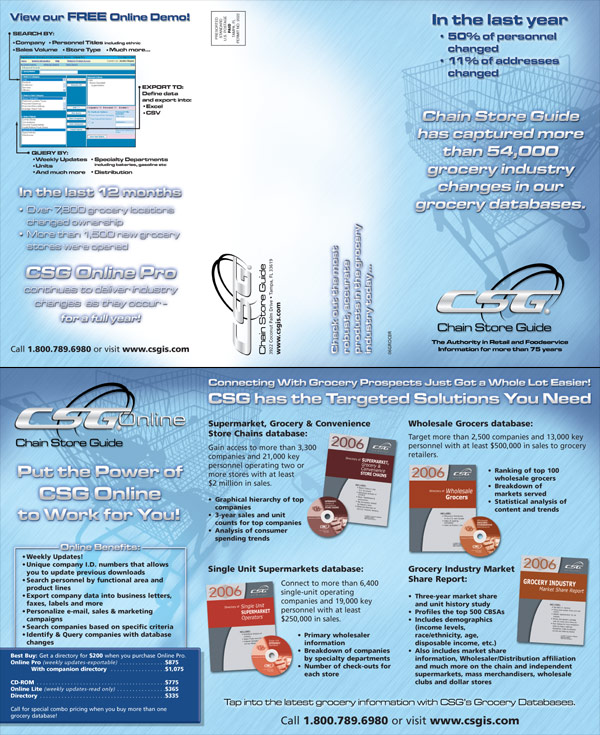 View our FREE Online Demo!
SEARCH BY:
• Company • Personnel Titles including ethnic
• Sales Volume • Store Type • Much more...
EXPORT TO:
Define data
and export into:
• Excel
• CSV
QUERY BY:
• Weekly Updates • Specialty Departments
including bakeries, gasoline etc
• Units
• And much more • Distribution
In the last 12 months
• Over 7,800 grocery locations
changed ownership
• More than 1,500 new grocery
stores were opened
CSG Online Pro
continues to deliver industry
changes as they occur -
for a full year!
Call 1.800.789.6980 or visit www.csgis.com
PRESORTED
STANDARD
U.S. POSTAGE
PAID
TAMPA, FL
CSG
Chain Store Guide
3922 Coconut Palm Drive • Tampa, FL 33619
www.csgis.com
Check out the most
robust, accurate
products in the grocery
industry today...
In the last year
• 50% of personnel
changed
• 11% of addresses
changed
Chain Store Guide
has captured more
than 54,000
grocery industry
changes in our
grocery databases.
CSG
Chain Store Guide
The Authority in Retail and Foodservice
Information for more than 75 years
CSG Online
Chain Store Guide
Put the Power of
CSG Online
to Work for You!
Online Benefits:
• Weekly Updates!
• Unique company I.D. numbers that allows
you to update previous downloads
• Search personnel by functional area and
product lines
• Export company data into business letters,
faxes, labels and more
• Personalize e-mail, sales & marketing
campaigns
• Search companies based on specific criteria
• Identify & Query companies with database
changes
Best Buy: Get a directory for $200 when you purchase Online Pro.
Online Pro (weekly updates-exportable) $875
With companion directory $1,075
CD-ROM $775
Online Lite (weekly updates-read only) $365
Directory $335
Call for special combo pricing when you buy more than one
grocery database!
Connecting With Grocery Prospects Just Got a Whole Lot Easier!
CSG has the Targeted Solutions You Need
Supermarket, Grocery & Convenience
Store Chains database:
Gain access to more than 3,300
companies and 21,000 key
personnel operating two or
more stores with at least
$2 million in sales.
• Graphical hierarchy of top
companies
• 3-year sales and unit
counts for top companies
• Analysis of consumer
spending trends
2006
CSG
Directory of SUPERMARKET,
Grocery &
Convenience
STORE CHAINS
Wholesale Grocers database:
Target more than 2,500 companies and 13,000 key
personnel with at least $500,000 in sales to grocery
retailers.
2006
CSG
Directory of Wholesale
Grocers
• Ranking of top 100
wholesale grocers
• Breakdown of
markets served
• Statistical analysis of
content and trends
Single Unit Supermarkets database:
2006
CSG
Directory of Single Unit
SUPERMARKET
Operators
Connect to more than 6,400
single-unit operating
companies and 19,000 key
personnel with at least
$250,000 in sales.
• Primary wholesaler
information
• Breakdown of companies
by specialty departments
• Number of check-outs for
each store
Grocery Industry Market
Share Report:
• Three-year market share
and unit history study
• Profiles the top 500 CBSAs
• Includes demographics
(income levels,
race/ethnity, age,
disposable income, etc.)
• Also includes market share
information, Wholesaler/Distribution affiliation
and much more on the chain and independent
supermarkets, mass merchandisers, wholesale
clubs and dollar stores
2006
CSG
GROCERY INDUSTRY
Market Share Report
Tap into the latest grocery information with CSG's Grocery Databases.
Call 1.800.789.6980 or visit www.csgis.com